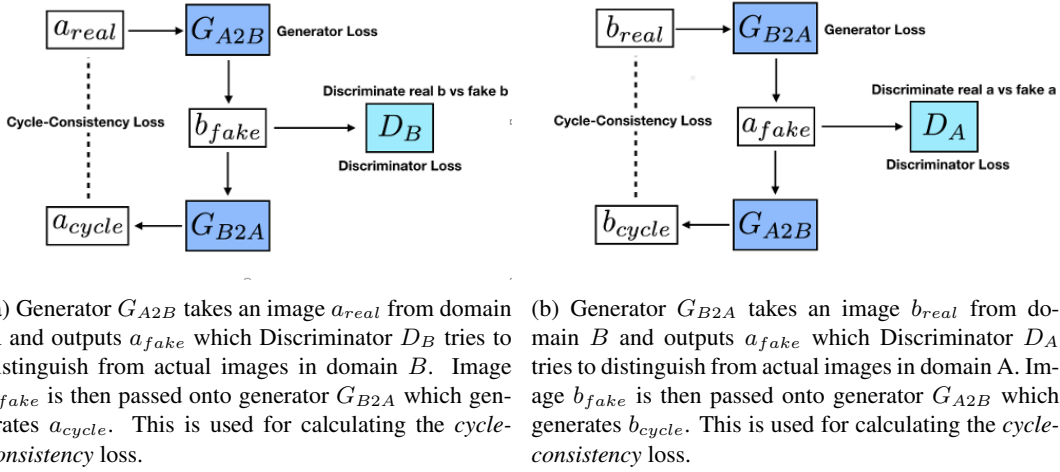 a_real G_A2B Generator Loss
Discriminate real b vs fake b
Cycle-Consistency Loss b_fake D_B
Discriminator Loss
a_cycle G_B2A
b_real G_B2A Generator Loss
Discriminate real a vs fake a
Cycle-Consistency Loss a_fake D_A
Discriminator Loss
b_cycle G_A2B
) Generator G_A2B takes an image a_real from domain
and outputs a_fake which Discriminator D_B tries to
istinguish from actual images in domain B. Image
fake is then passed onto generator G_B2A which gen-
rates a_cycle. This is used for calculating the cycle-
onsistency loss.
(b) Generator G_B2A takes an image b_real from do-
main B and outputs a_fake which Discriminator D_A
tries to distinguish from actual images in domain A. Im-
age b_fake is then passed onto generator G_A2B which
generates b_cycle. This is used for calculating the cycle-
consistency loss.